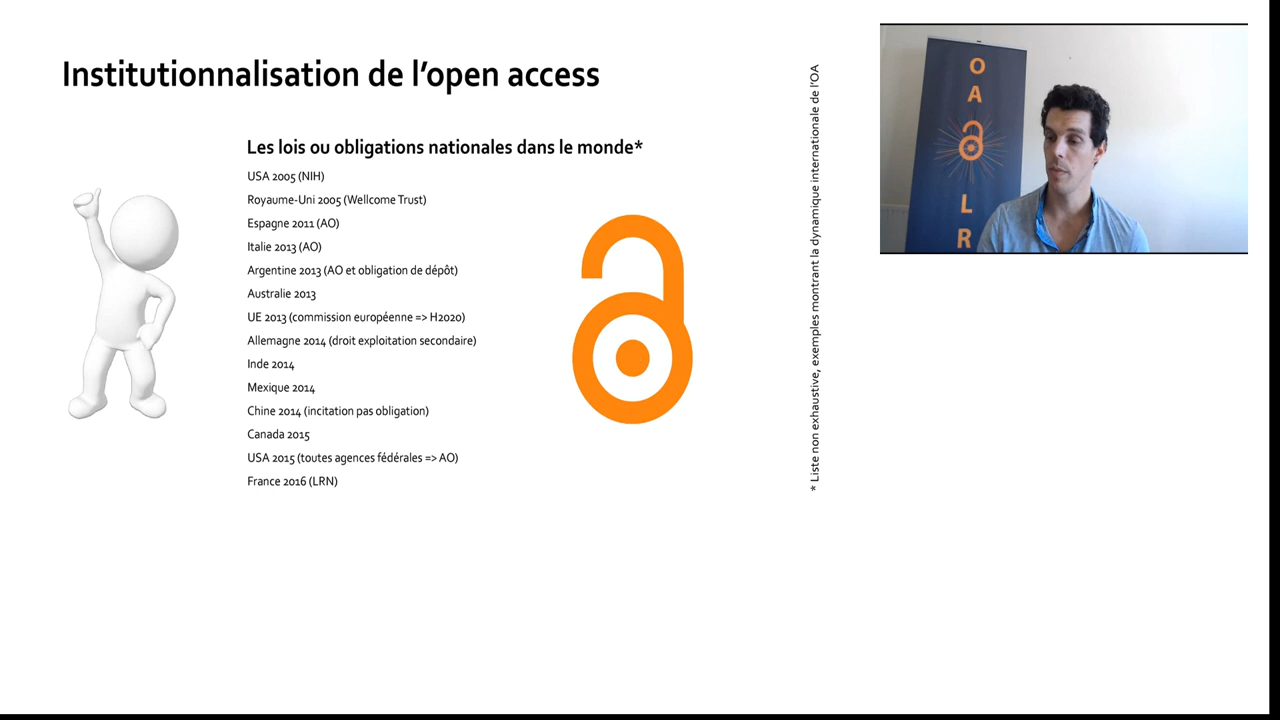 Institutionnalisation de l'open access
Les lois ou obligations nationales dans le monde*
USA 2005 (NIH)
Royaume-Uni 2005 (Wellcome Trust)
Espagne 2011 (AO)
Italie 2013 (AO)
Argentine 2013 (AO et obligation de dépôt)
Australie 2013
UE 2013 (commission européenne => H2020)
Allemagne 2014 (droit exploitation secondaire)
Inde 2014
Mexique 2014
Chine 2014 (incitation pas obligation)
Canada 2015
USA 2015 (toutes agences fédérales => AO)
France 2016 (LRN)
* Liste non exhaustive, exemples montrant la dynamique internationale de l'OA
O
A
L
R